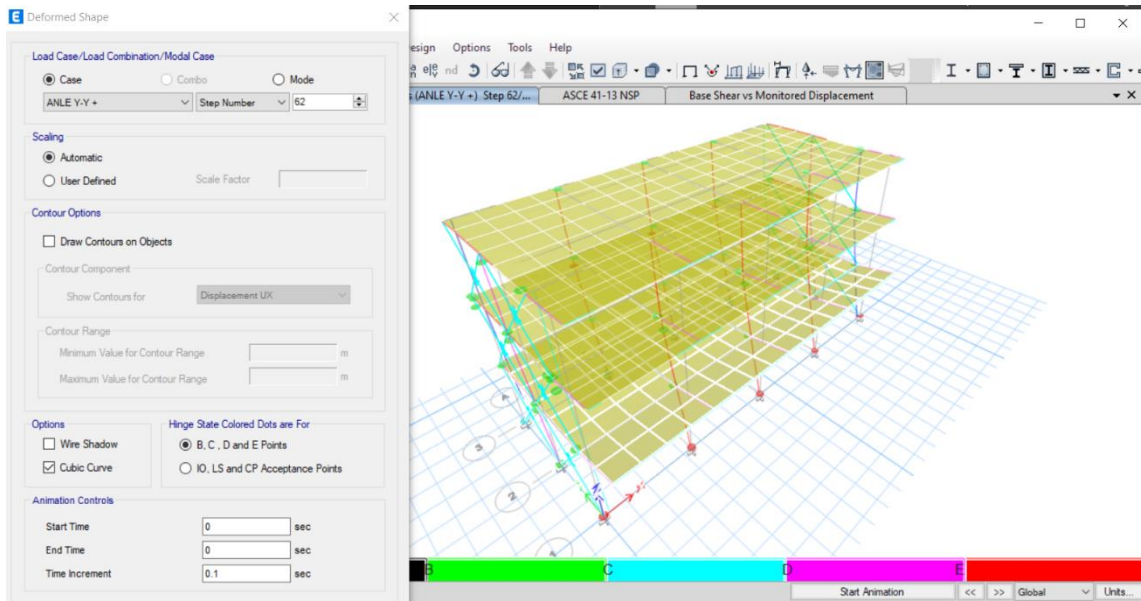 Deformed Shape
Load Case/Load Combination/Modal Case
Case Combo Mode
ANLE Y-Y + Step Number 62
Scaling
Automatic
User Defined Scale Factor
Contour Options
Draw Contours on Objects
Contour Component
Show Contours for Displacement UX
Contour Range
Minimum Value for Contour Range m
Maximum Value for Contour Range m
Options
Wire Shadow
Cubic Curve
Hinge State Colored Dots are For
B, C , D and E Points
IO, LS and CP Acceptance Points
Animation Controls
Start Time 0 sec
End Time 0 sec
Time Increment 0.1 sec
esign Options Tools Help
nd
(ANLE Y-Y +) Step 62/... ASCE 41-13 NSP Base Shear vs Monitored Displacement
3
2
B C D E
Start Animation << >> Global Units...